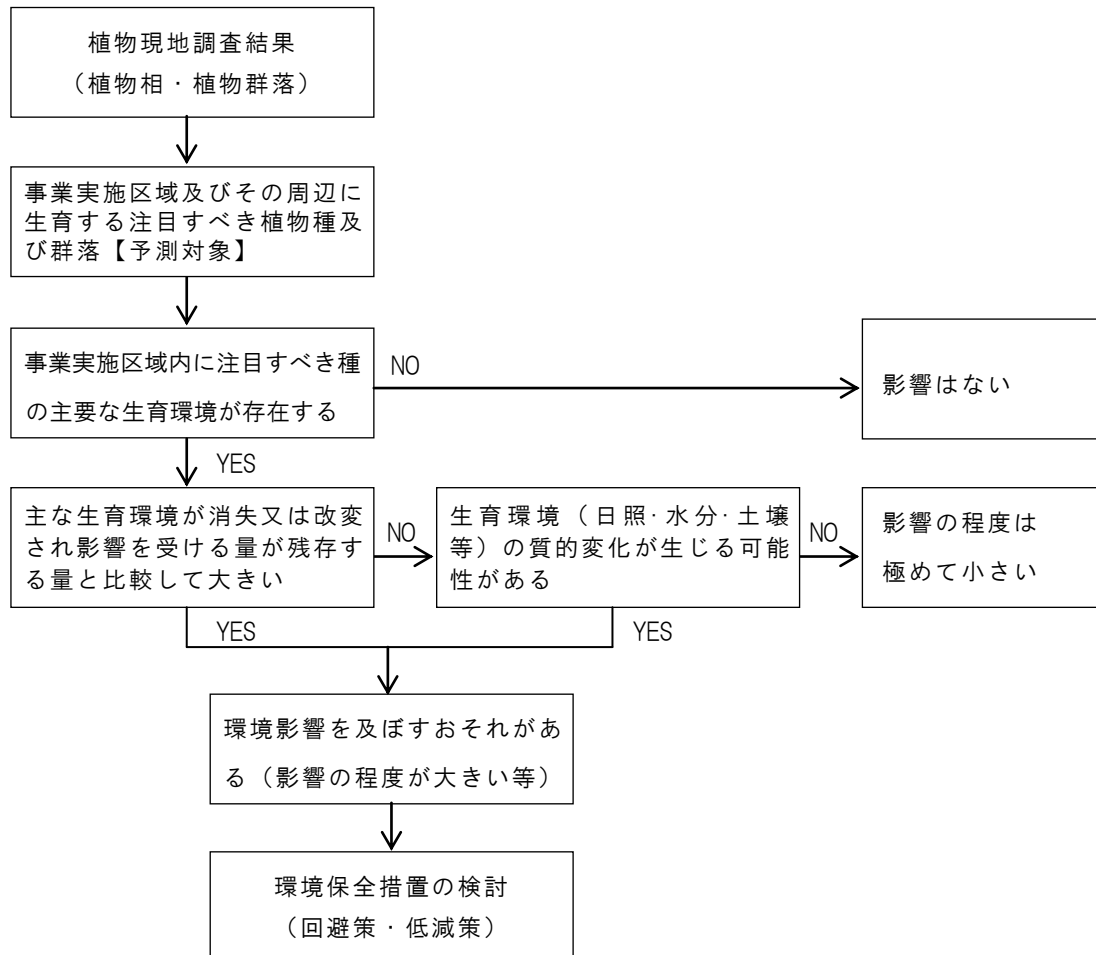 植物現地調査結果
（植物相・植物群落）
事業実施区域及びその周辺に
生育する注目すべき植物種及
び群落【予測対象】
事業実施区域内に注目すべき種
の主要な生育環境が存在する
NO
影響はない
YES
主な生育環境が消失又は改変
され影響を受ける量が残存す
る量と比較して大きい
NO
生育環境（日照・水分・土壌
等）の質的変化が生じる可能
性がある
NO
影響の程度は
極めて小さい
YES
YES
環境影響を及ぼすおそれがあ
る（影響の程度が大きい等）
環境保全措置の検討
（回避策・低減策）